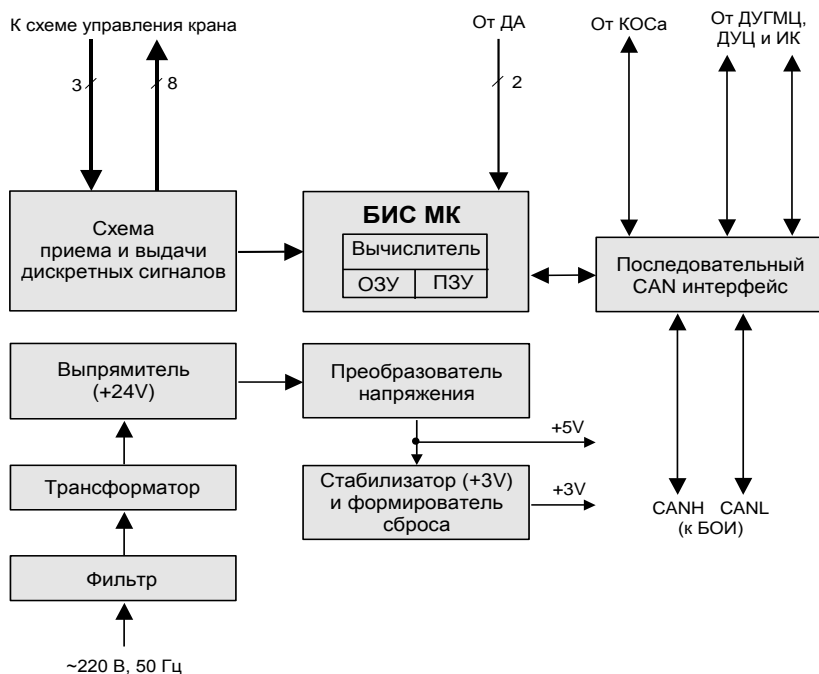 К схеме управления крана
От ДА
От КОСа
От ДУГМЦ,
ДУЦ и ИК
3
8
2
Схема
приема и выдачи
дискретных сигналов
БИС МК
Вычислитель
ОЗУ
ПЗУ
Последовательный
CAN интерфейс
Выпрямитель
(+24V)
Преобразователь
напряжения
+5V
Трансформатор
Стабилизатор (+3V)
и формирователь
сброса
+3V
CANH
CANL
(к БОИ)
Фильтр
~220 В, 50 Гц